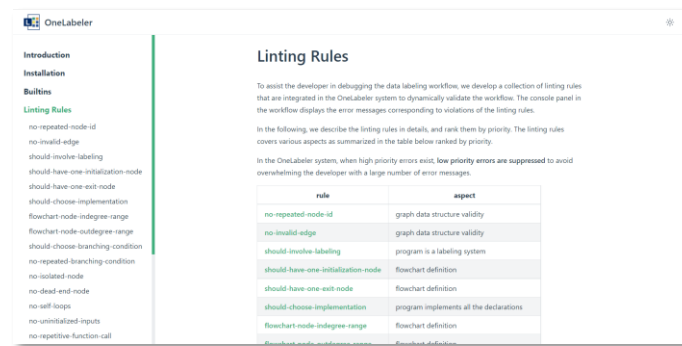 OneLabeler
Introduction
Installation
Builtins
Linting Rules
no-repeated-node-id
no-invalid-edge
should-involve-labeling
should-have-one-initialization-node
should-have-one-exit-node
should-choose-implementation
flowchart-node-indegree-range
flowchart-node-outdegree-range
should-choose-branching-condition
no-repeated-branching-condition
no-isolated-node
no-dead-end-node
no-self-loops
no-uninitialized-inputs
no-repetitive-function-call
Linting Rules
To assist the developer in debugging the data labeling workflow, we develop a collection of linting rules
that are integrated in the OneLabeler system to dynamically validate the workflow. The console panel in
the workflow displays the error messages corresponding to violations of the linting rules.
In the following, we describe the linting rules in details, and rank them by priority. The linting rules
covers various aspects as summarized in the table below ranked by priority.
In the OneLabeler system, when high priority errors exist, low priority errors are suppressed to avoid
overwhelming the developer with a large number of error messages.
rule aspect
no-repeated-node-id graph data structure validity
no-invalid-edge graph data structure validity
should-involve-labeling program is a labeling system
should-have-one-initialization-node flowchart definition
should-have-one-exit-node flowchart definition
should-choose-implementation program implements all the declarations
flowchart-node-indegree-range flowchart definition
flowchart-node-outdegree-range flowchart definition